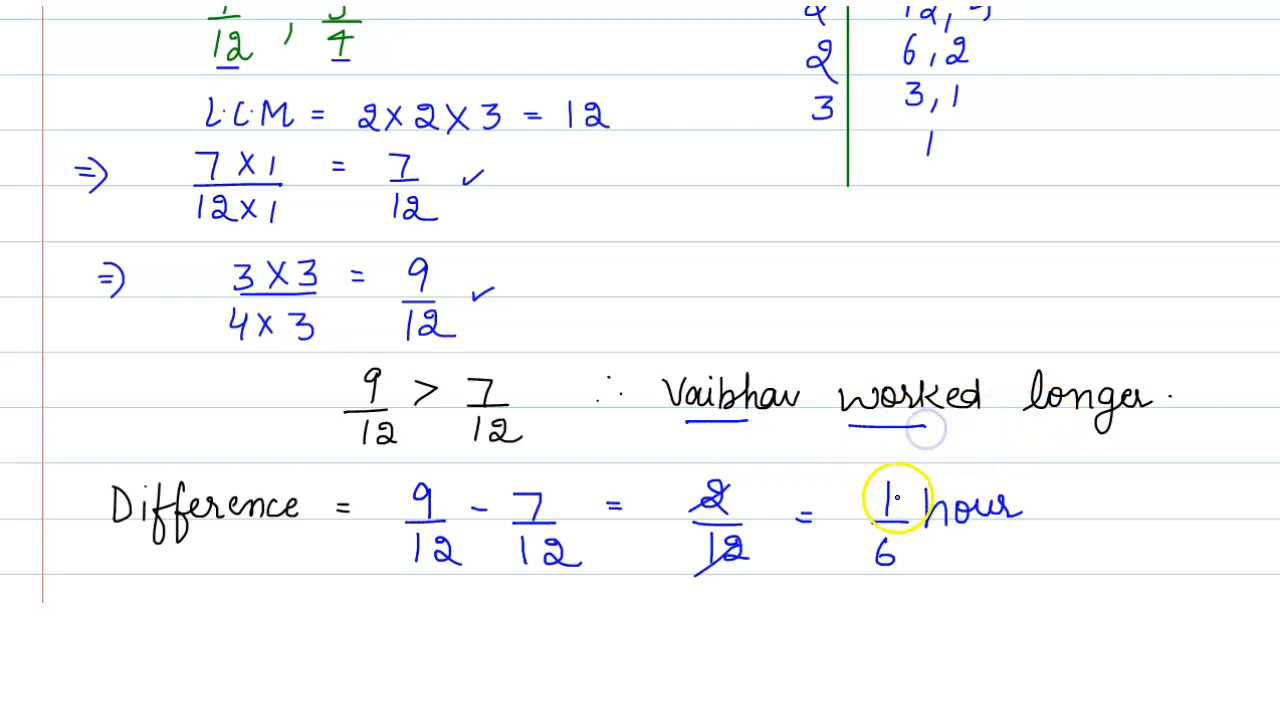 12 , 4
2 | 6, 2
3 | 3, 1
1
L.C.M = 2 × 2 × 3 = 12
⇒ 7 × 1 / 12 × 1 = 7/12 ✓
⇒ 3 × 3 / 4 × 3 = 9/12 ✓
9/12 > 7/12 ∴ Vaibhav worked longer.
Difference = 9/12 - 7/12 = 2/12 = 1/6 hour